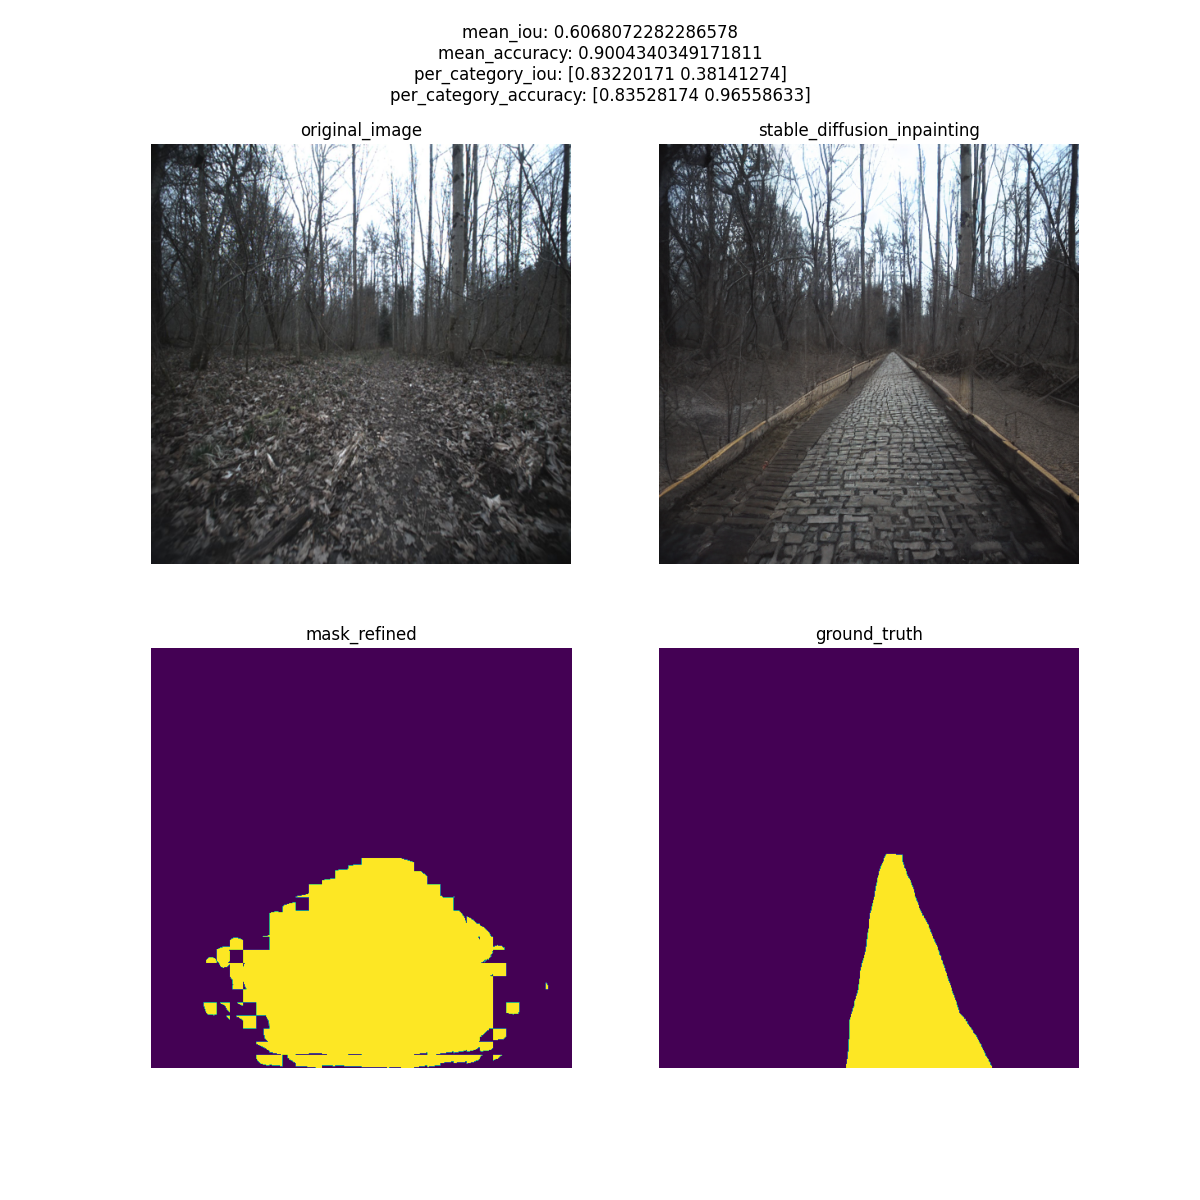 mean_iou: 0.6068072282286578
mean_accuracy: 0.9004340349171811
per_category_iou: [0.83220171 0.38141274]
per_category_accuracy: [0.83528174 0.96558633]
original_image
stable_diffusion_inpainting
mask_refined
ground_truth